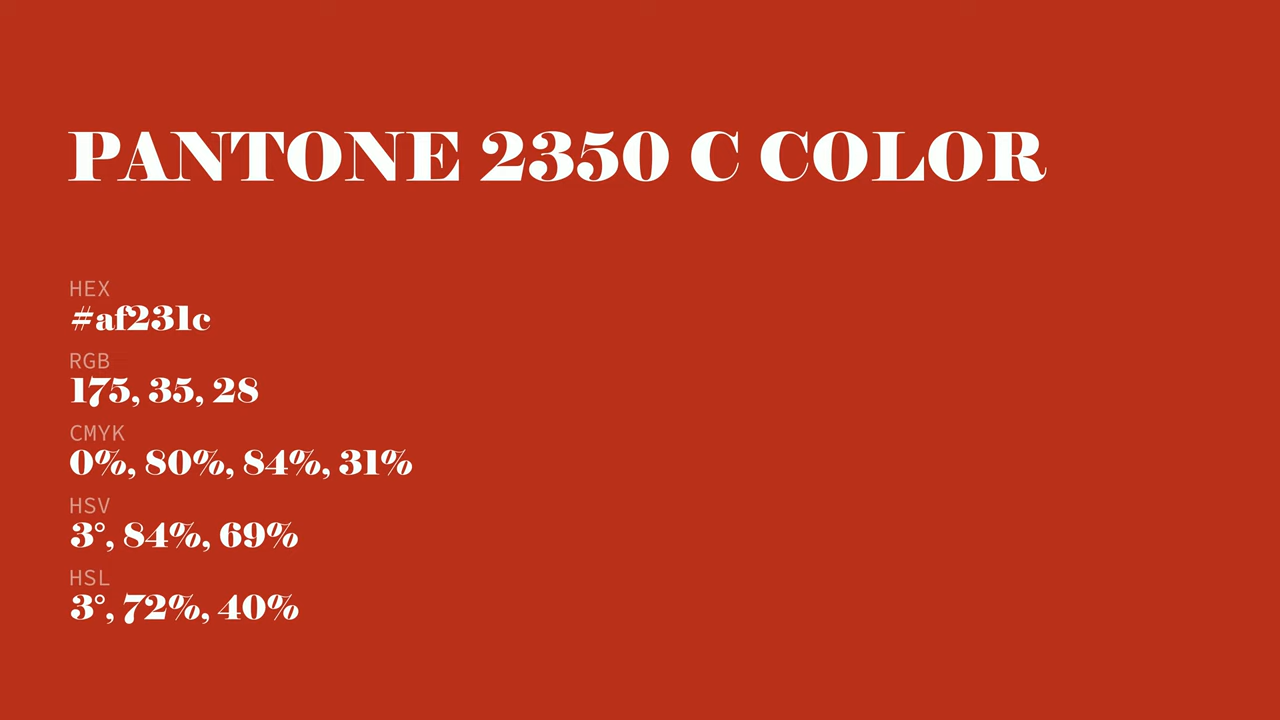 PANTONE 2350 C COLOR
HEX
#af231c
RGB
175, 35, 28
CMYK
0%, 80%, 84%, 31%
HSV
3°, 84%, 69%
HSL
3°, 72%, 40%